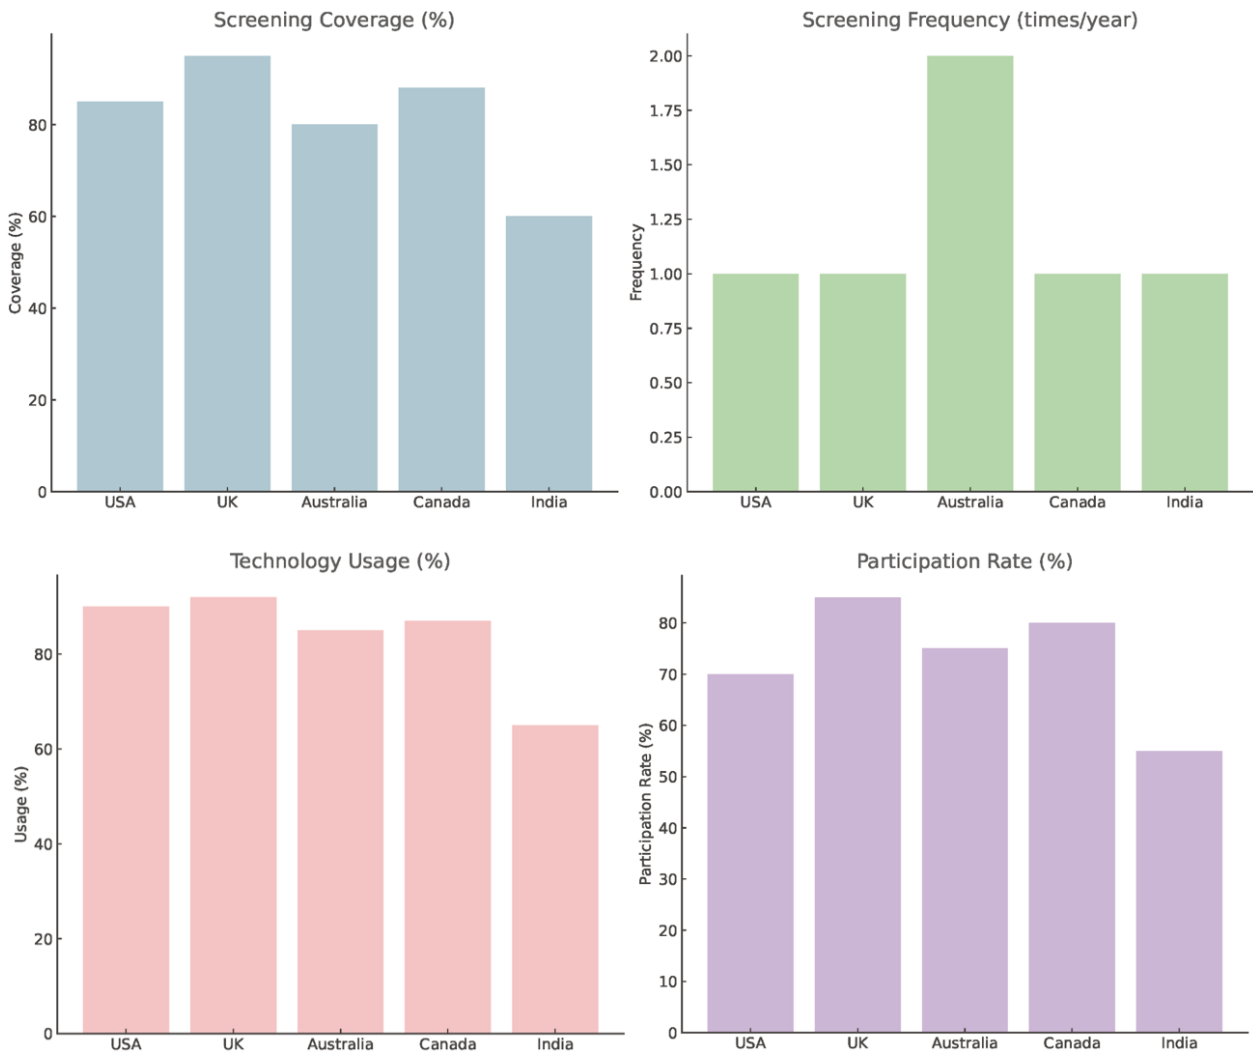 Screening Coverage (%)
Coverage (%)
80
60
40
20
0
USA UK Australia Canada India
Screening Frequency (times/year)
Frequency
2.00
1.75
1.50
1.25
1.00
0.75
0.50
0.25
0.00
USA UK Australia Canada India
Technology Usage (%)
Usage (%)
80
60
40
20
0
USA UK Australia Canada India
Participation Rate (%)
Participation Rate (%)
80
70
60
50
40
30
20
10
0
USA UK Australia Canada India